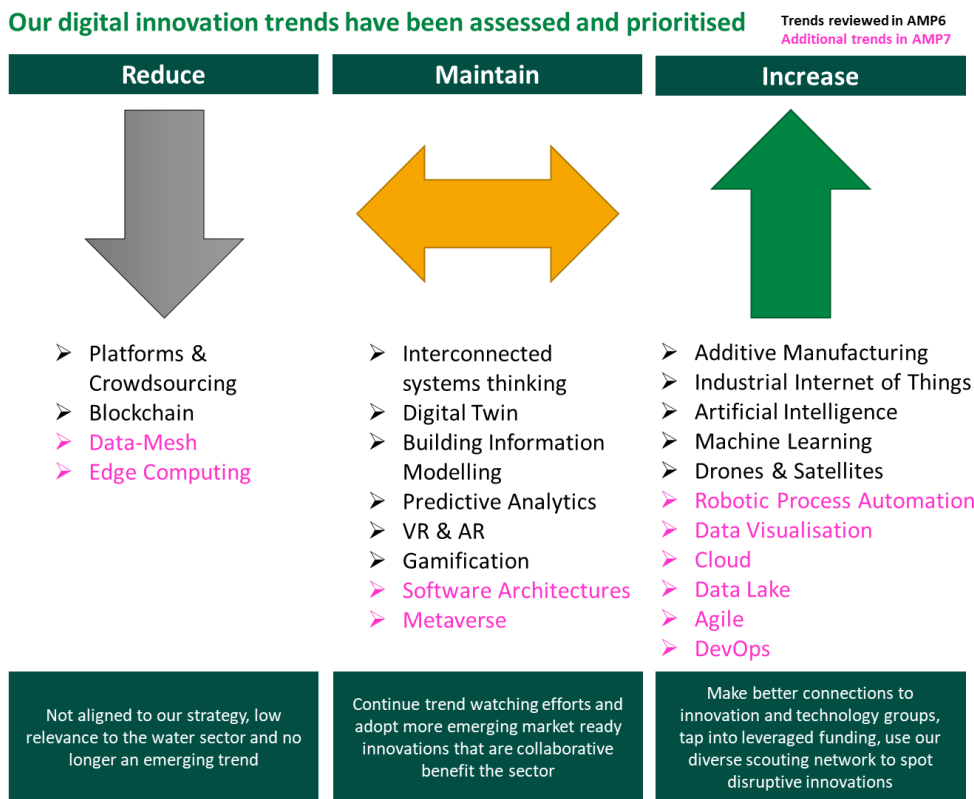 Our digital innovation trends have been assessed and prioritised
Trends reviewed in AMP6
Additional trends in AMP7
Reduce
Maintain
Increase
➢ Platforms &
Crowdsourcing
➢ Blockchain
➢ Data-Mesh
➢ Edge Computing
➢ Interconnected
systems thinking
➢ Digital Twin
➢ Building Information
Modelling
➢ Predictive Analytics
➢ VR & AR
➢ Gamification
➢ Software Architectures
➢ Metaverse
➢ Additive Manufacturing
➢ Industrial Internet of Things
➢ Artificial Intelligence
➢ Machine Learning
➢ Drones & Satellites
➢ Robotic Process Automation
➢ Data Visualisation
➢ Cloud
➢ Data Lake
➢ Agile
➢ DevOps
Not aligned to our strategy, low
relevance to the water sector and no
longer an emerging trend
Continue trend watching efforts and
adopt more emerging market ready
innovations that are collaborative
benefit the sector
Make better connections to
innovation and technology groups,
tap into leveraged funding, use our
diverse scouting network to spot
disruptive innovations